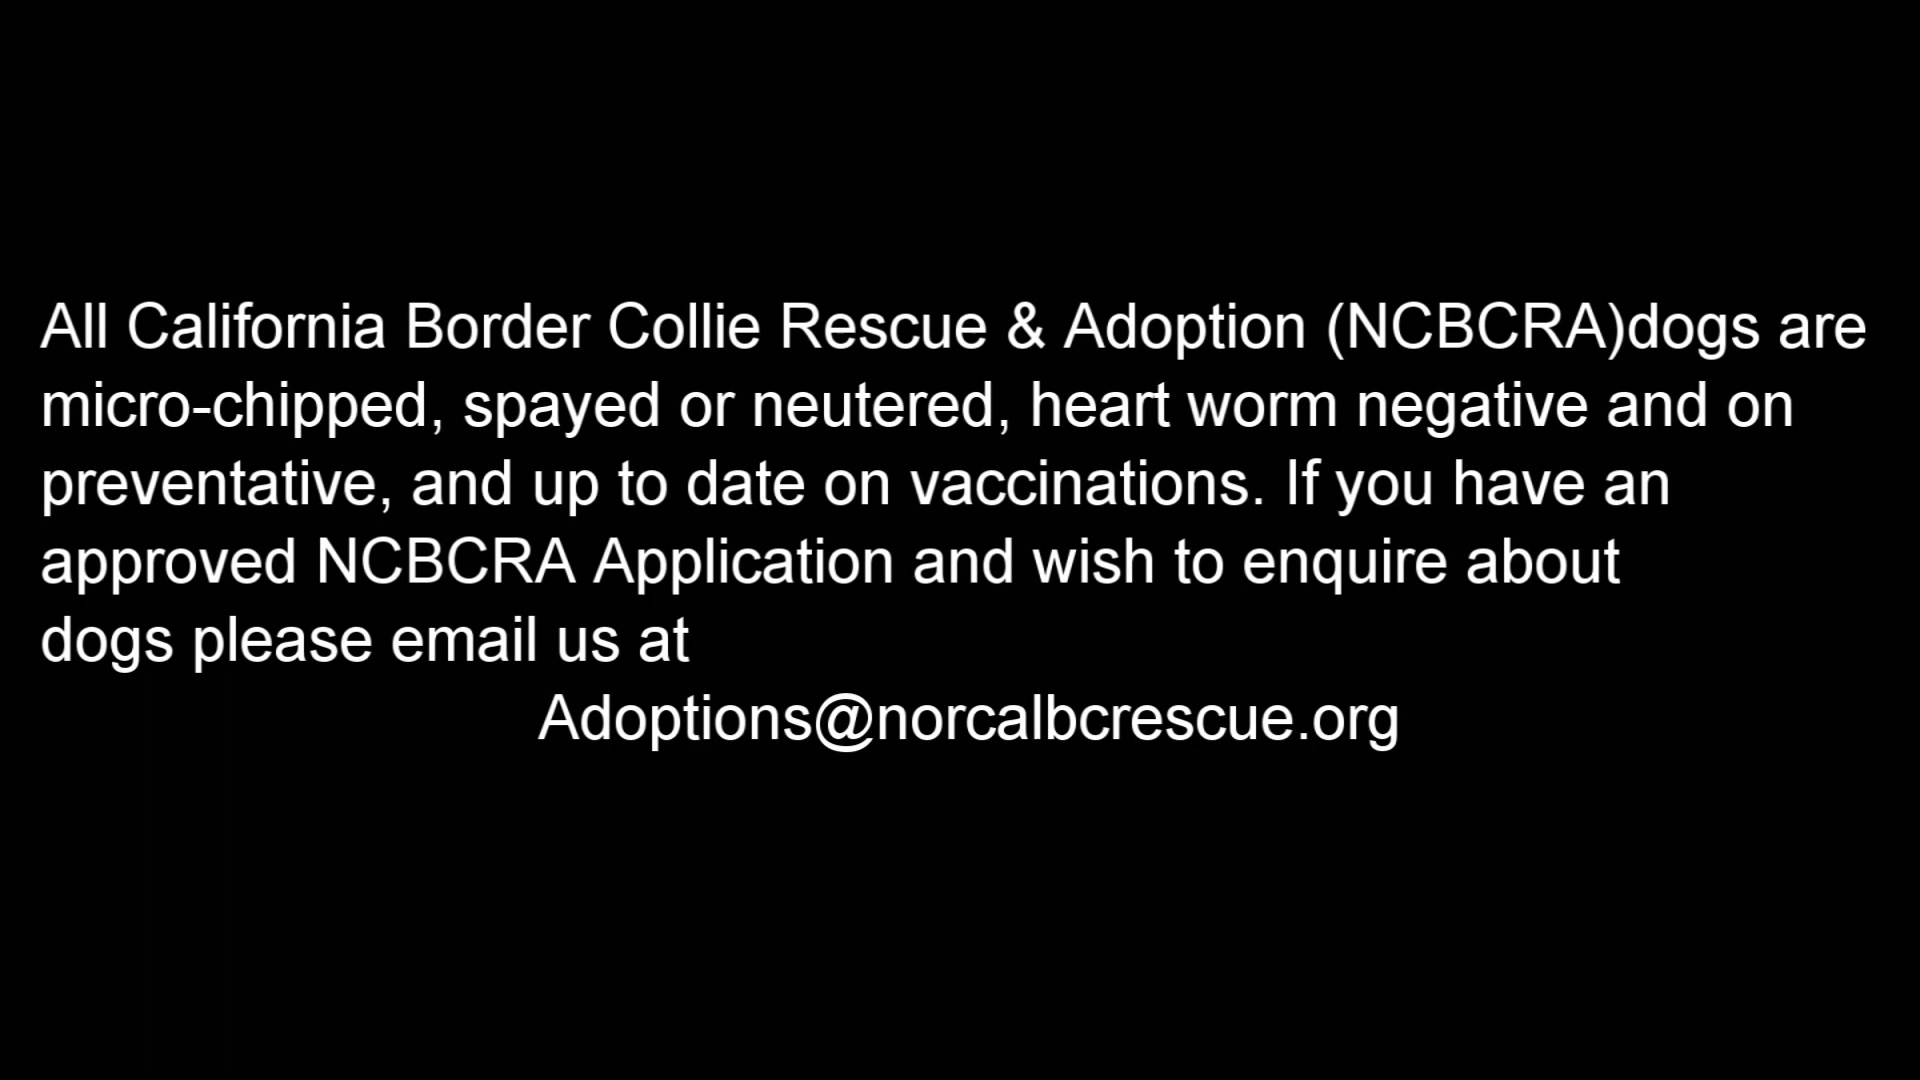 All California Border Collie Rescue & Adoption (NCBCRA)dogs are
micro-chipped, spayed or neutered, heart worm negative and on
preventative, and up to date on vaccinations. If you have an
approved NCBCRA Application and wish to enquire about
dogs please email us at
Adoptions@norcalbcrescue.org